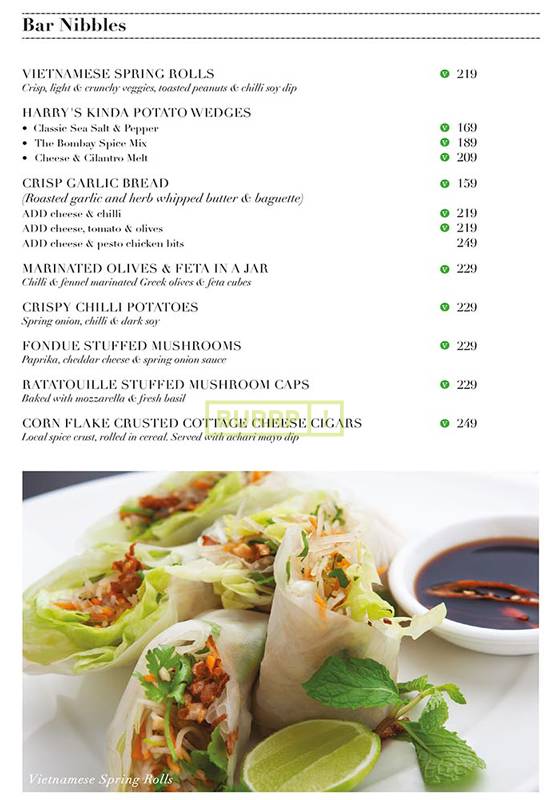 Bar Nibbles
VIETNAMESE SPRING ROLLS V 219
Crisp, light & crunchy veggies, toasted peanuts & chilli soy dip
HARRY'S KINDA POTATO WEDGES
• Classic Sea Salt & Pepper V 169
• The Bombay Spice Mix V 189
• Cheese & Cilantro Melt V 209
CRISP GARLIC BREAD V 159
(Roasted garlic and herb whipped butter & baguette)
ADD cheese & chilli V 219
ADD cheese, tomato & olives V 219
ADD cheese & pesto chicken bits 249
MARINATED OLIVES & FETA IN A JAR V 229
Chilli & fennel marinated Greek olives & feta cubes
CRISPY CHILLI POTATOES V 229
Spring onion, chilli & dark soy
FONDUE STUFFED MUSHROOMS V 229
Paprika, cheddar cheese & spring onion sauce
RATATOUILLE STUFFED MUSHROOM CAPS V 229
Baked with mozzarella & fresh basil
CORN FLAKE CRUSTED COTTAGE CHEESE CIGARS V 249
Local spice crust, rolled in cereal. Served with achari mayo dip
Vietnamese Spring Rolls